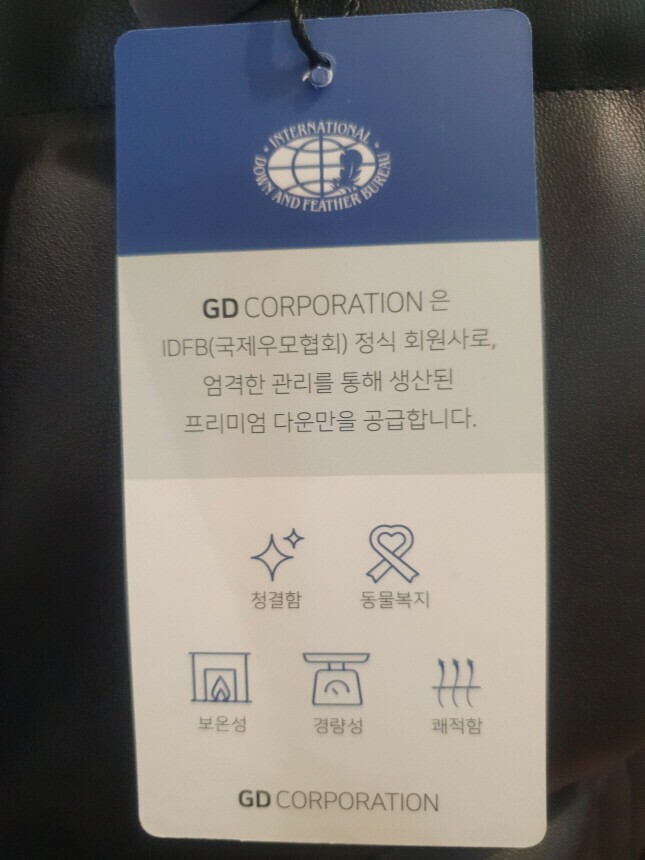 INTERNATIONAL
DOWN AND FEATHER BUREAU
GD CORPORATION 은
IDFB(국제우모협회) 정식 회원사로,
엄격한 관리를 통해 생산된
프리미엄 다운만을 공급합니다.
청결함 동물복지
보온성 경량성 쾌적함
GD CORPORATION